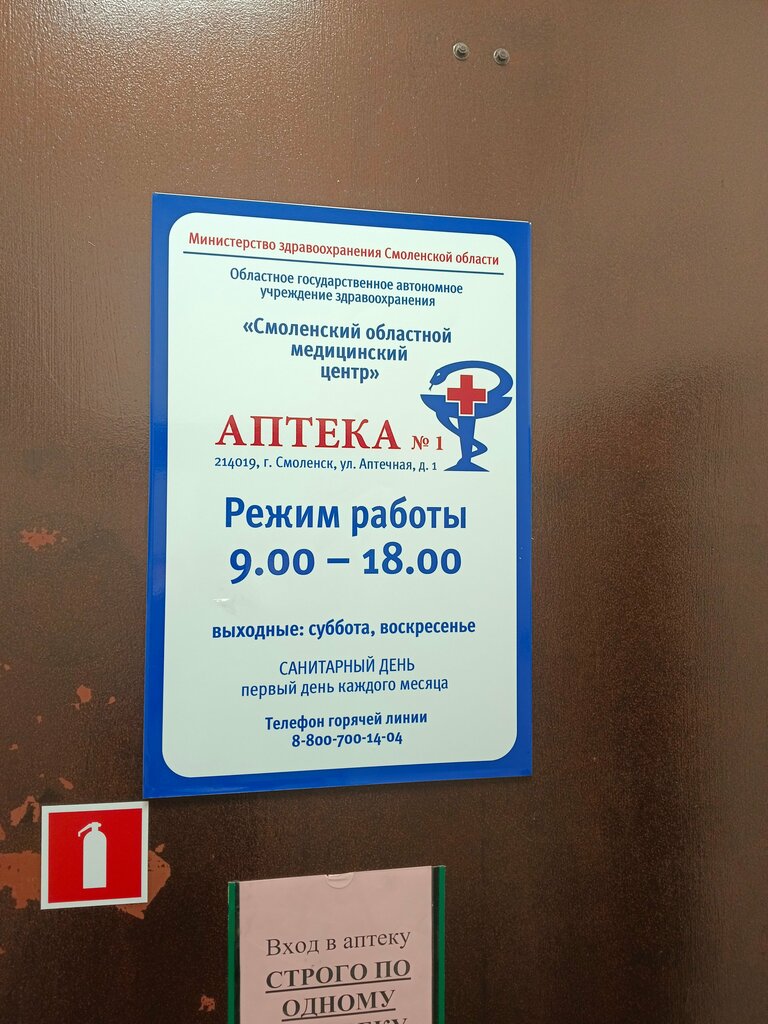 Министерство здравоохранения Смоленской области
Областное государственное автономное
учреждение здравоохранения
«Смоленский областной
медицинский
центр»
АПТЕКА № 1
214019, г. Смоленск, ул. Аптечная, д. 1
Режим работы
9.00 – 18.00
выходные: суббота, воскресенье
САНИТАРНЫЙ ДЕНЬ
первый день каждого месяца
Телефон горячей линии
8-800-700-14-04
Вход в аптеку
СТРОГО ПО
ОДНОМУ